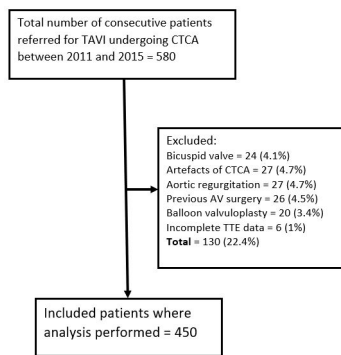 Total number of consecutive patients
referred for TAVI undergoing CTCA
between 2011 and 2015 = 580
Excluded:
Bicuspid valve = 24 (4.1%)
Artefacts of CTCA = 27 (4.7%)
Aortic regurgitation = 27 (4.7%)
Previous AV surgery = 26 (4.5%)
Balloon valvuloplasty = 20 (3.4%)
Incomplete TTE data = 6 (1%)
Total = 130 (22.4%)
Included patients where
analysis performed = 450